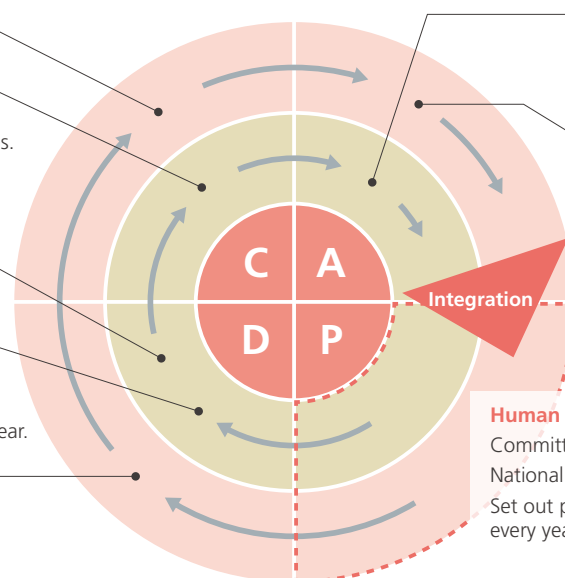 s.
C A
Integration
D P
ear.
Human
Committ
National
Set out p
every yea